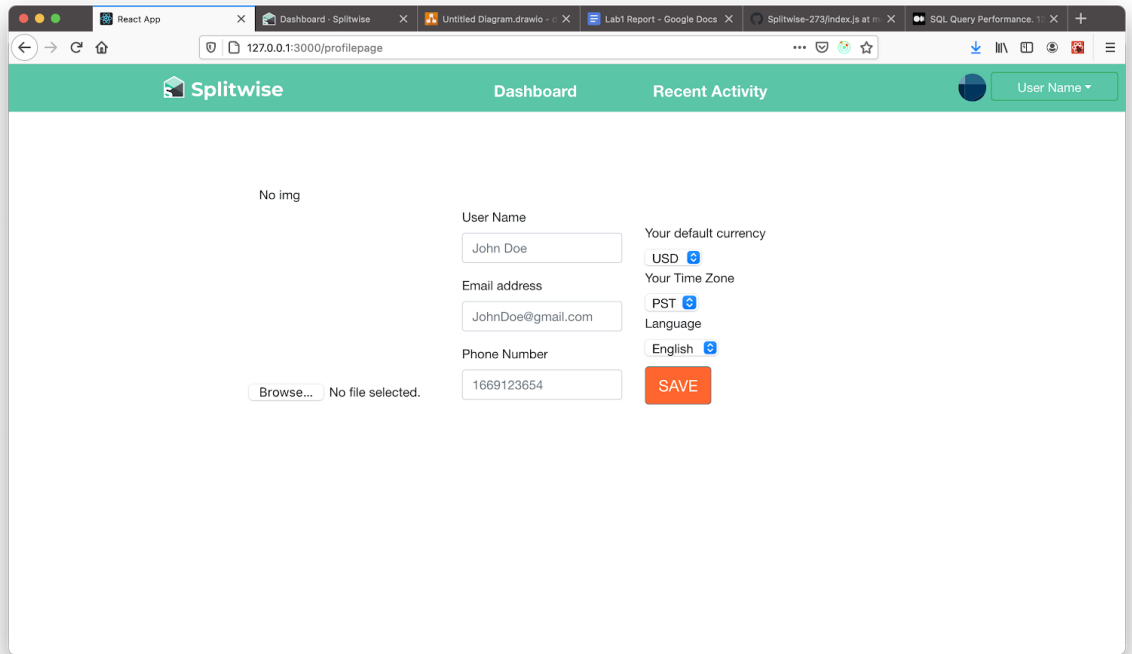 React App
Dashboard · Splitwise
Untitled Diagram.drawio - d
Lab1 Report - Google Docs
Splitwise-273/index.js at m
SQL Query Performance. 1
127.0.0.1:3000/profilepage
Splitwise
Dashboard
Recent Activity
User Name
No img
User Name
John Doe
Email address
JohnDoe@gmail.com
Phone Number
1669123654
Your default currency
USD
Your Time Zone
PST
Language
English
SAVE
Browse... No file selected.